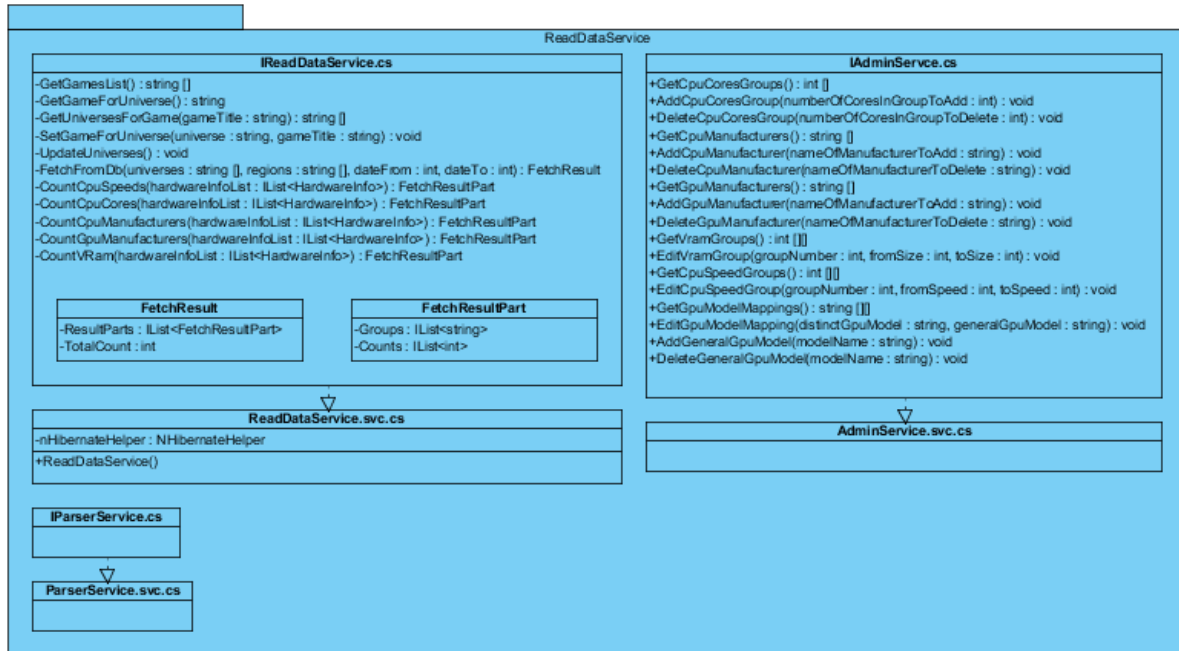 ReadDataService
IReadDataService.cs
-GetGamesList() : string []
-GetGameForUniverse() : string
-GetUniversesForGame(gameTitle : string) : string []
-SetGameForUniverse(universe : string, gameTitle : string) : void
-UpdateUniverses() : void
-FetchFromDb(universes : string [], regions : string [], dateFrom : int, dateTo : int) : FetchResult
-CountCpuSpeeds(hardwareInfoList : IList<HardwareInfo>) : FetchResultPart
-CountCpuCores(hardwareInfoList : IList<HardwareInfo>) : FetchResultPart
-CountCpuManufacturers(hardwareInfoList : IList<HardwareInfo>) : FetchResultPart
-CountGpuManufacturers(hardwareInfoList : IList<HardwareInfo>) : FetchResultPart
-CountVRam(hardwareInfoList : IList<HardwareInfo>) : FetchResultPart
FetchResult
-ResultParts : IList<FetchResultPart>
-TotalCount : int
FetchResultPart
-Groups : IList<string>
-Counts : IList<int>
ReadDataService.svc.cs
-nHibernateHelper : NHibernateHelper
+ReadDataService()
IParserService.cs
ParserService.svc.cs
IAdminServce.cs
+GetCpuCoresGroups() : int []
+AddCpuCoresGroup(numberOfCoresInGroupToAdd : int) : void
+DeleteCpuCoresGroup(numberOfCoresInGroupToDelete : int) : void
+GetCpuManufacturers() : string []
+AddCpuManufacturer(nameOfManufacturerToAdd : string) : void
+DeleteCpuManufacturer(nameOfManufacturerToDelete : string) : void
+GetGpuManufacturers() : string []
+AddGpuManufacturer(nameOfManufacturerToAdd : string) : void
+DeleteGpuManufacturer(nameOfManufacturerToDelete : string) : void
+GetVramGroups() : int [][]
+EditVramGroup(groupNumber : int, fromSize : int, toSize : int) : void
+GetCpuSpeedGroups() : int [][]
+EditCpuSpeedGroup(groupNumber : int, fromSpeed : int, toSpeed : int) : void
+GetGpuModelMappings() : string [][]
+EditGpuModelMapping(distinctGpuModel : string, generalGpuModel : string) : void
+AddGeneralGpuModel(modelName : string) : void
+DeleteGeneralGpuModel(modelName : string) : void
AdminService.svc.cs